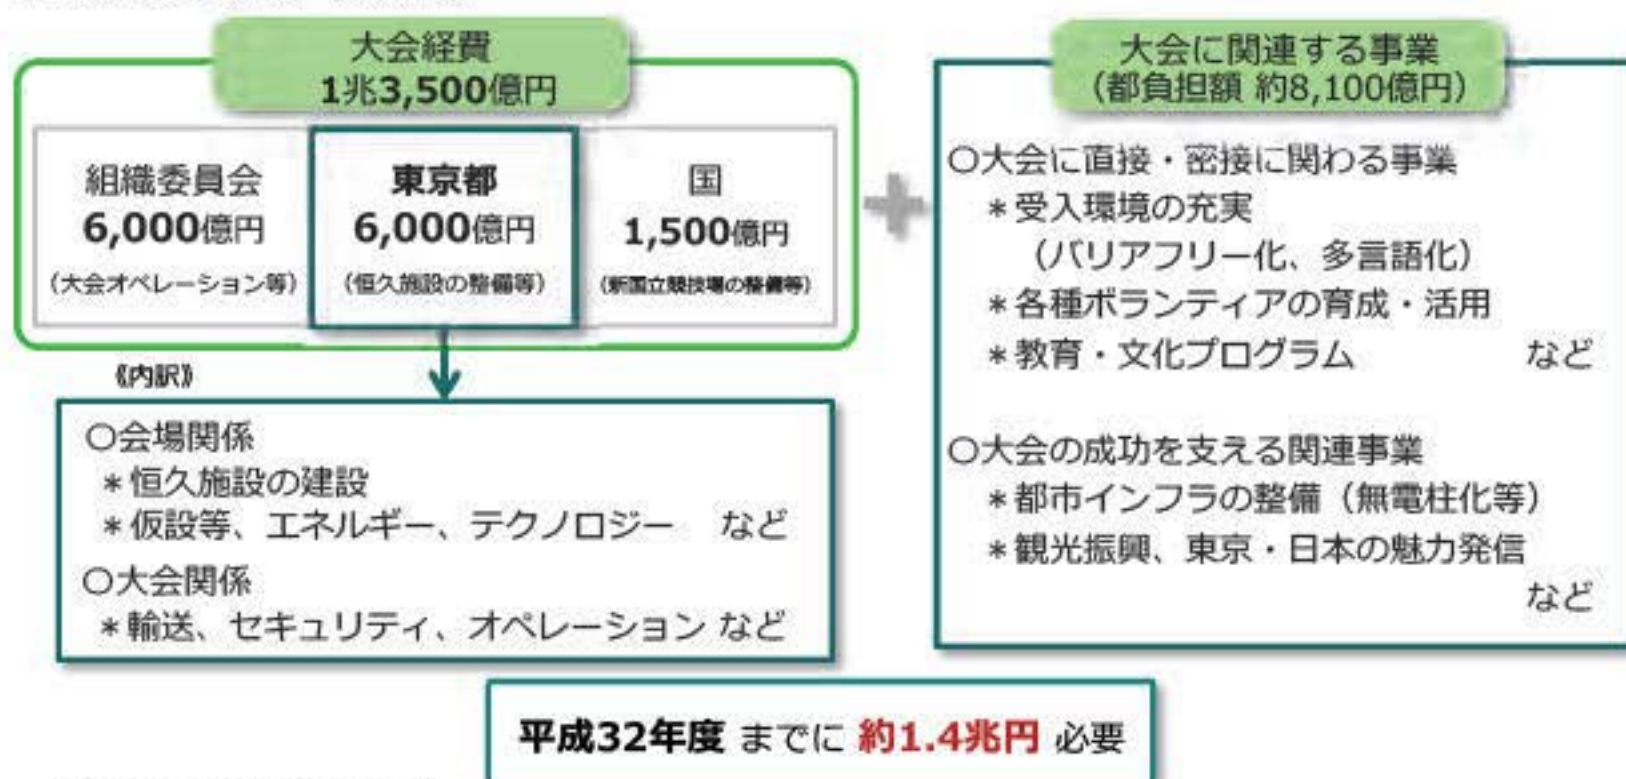 大会経費
1兆3,500億円
組織委員会
6,000億円
(大会オペレーション等)
東京都
6,000億円
(恒久施設の整備等)
国
1,500億円
(新国立競技場の整備等)
《内訳》
〇会場関係
＊恒久施設の建設
＊仮設等、エネルギー、テクノロジー など
〇大会関係
＊輸送、セキュリティ、オペレーション など
大会に関連する事業
(都負担額 約8,100億円)
〇大会に直接・密接に関わる事業
＊受入環境の充実
(バリアフリー化、多言語化)
＊各種ボランティアの育成・活用
＊教育・文化プログラム など
〇大会の成功を支える関連事業
＊都市インフラの整備(無電柱化等)
＊観光振興、東京・日本の魅力発信
など
平成32年度 までに 約1.4兆円 必要